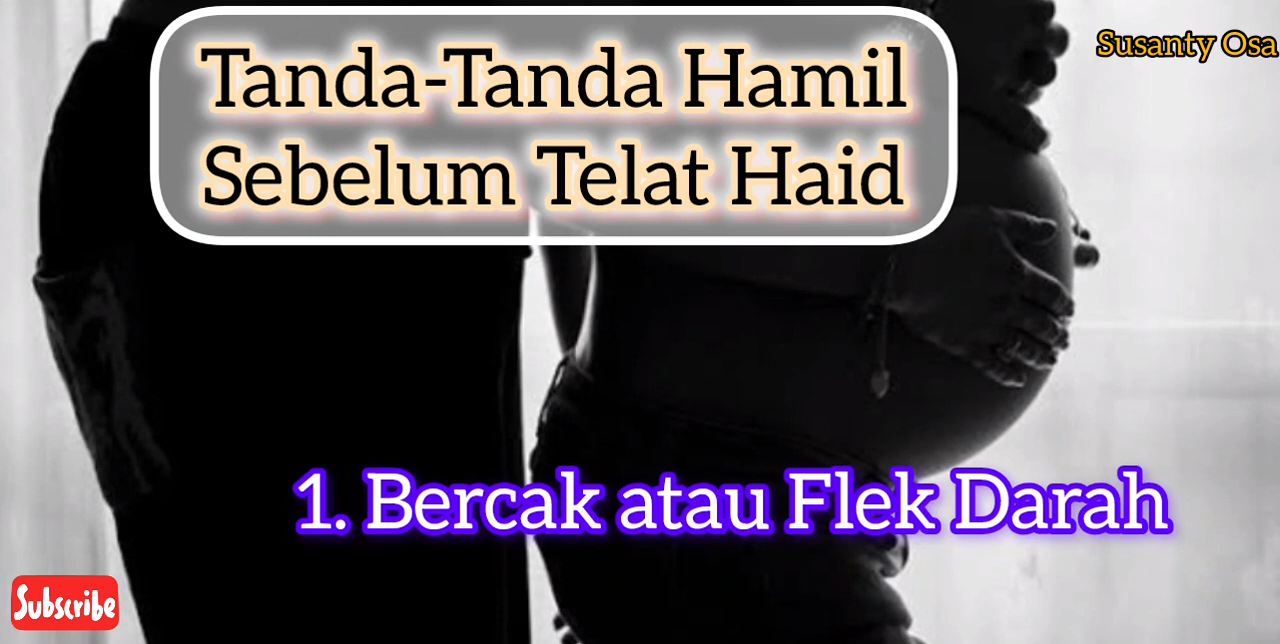 Susanty Osa
Tanda-Tanda Hamil
Sebelum Telat Haid
1. Bercak atau Flek Darah
Subscribe